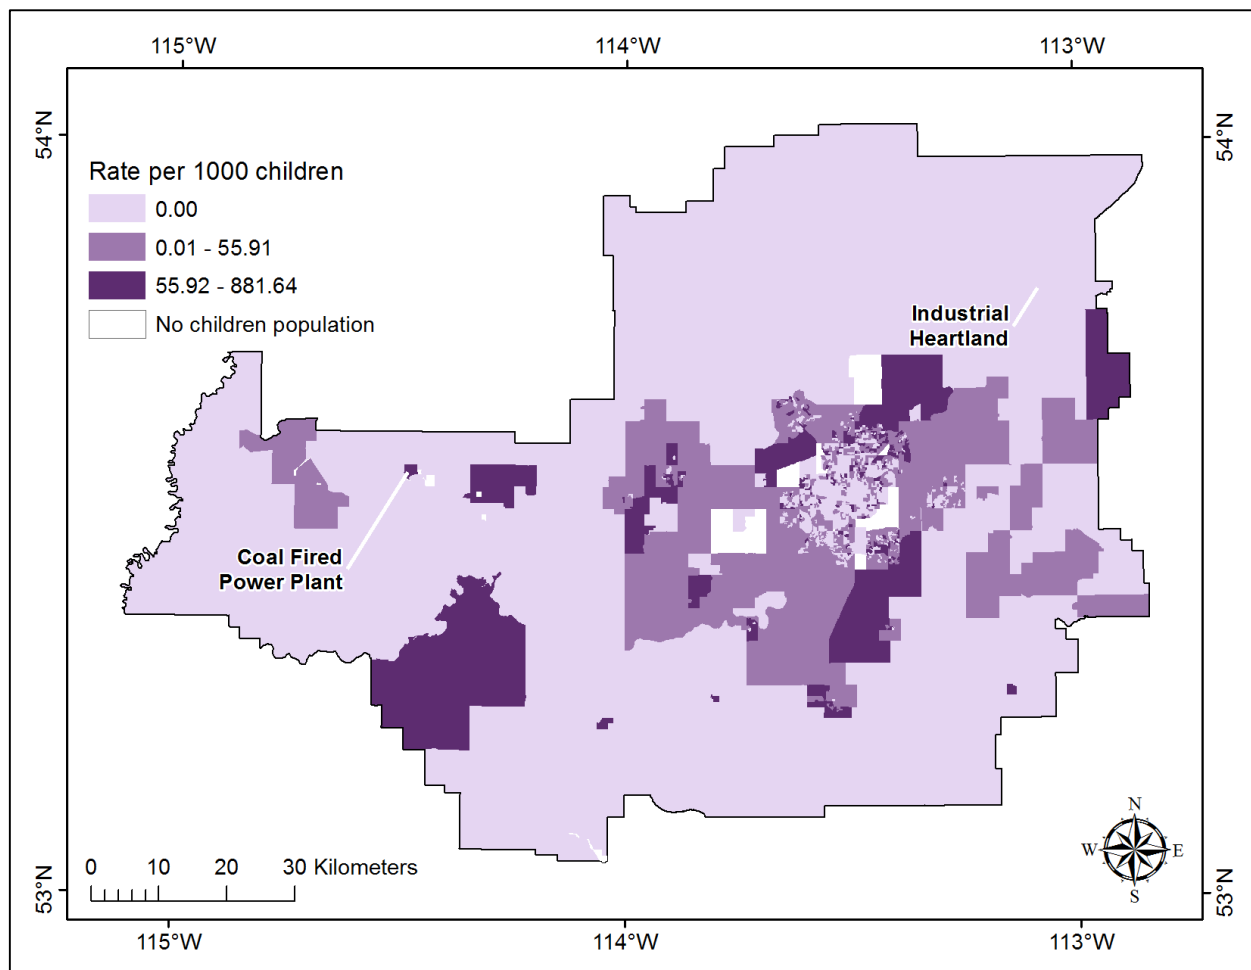 115°W 114°W 113°W
54°N 54°N
Rate per 1000 children
0.00
0.01 - 55.91
55.92 - 881.64
No children population
Industrial
Heartland
Coal Fired
Power Plant
N
W E
S
0 10 20 30 Kilometers
53°N 53°N
115°W 114°W 113°W